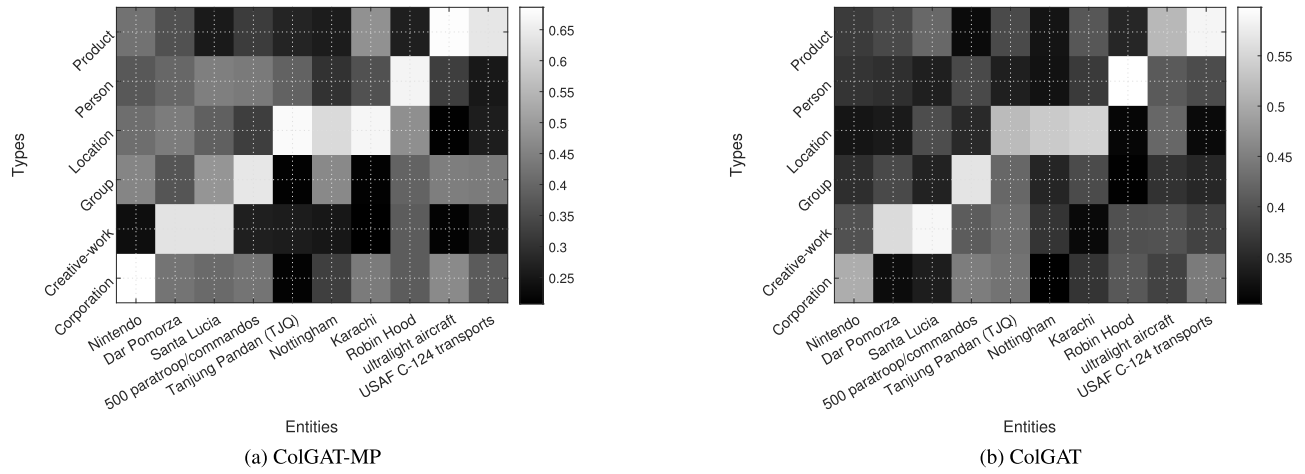 Types
Product
Person
Location
Group
Creative-work
Corporation
Nintendo
Dar Pomorza
Santa Lucia
500 paratroop/commandos
Tanjung Pandan (TJQ)
Nottingham
Karachi
Robin Hood
ultralight aircraft
USAF C-124 transports
Entities
0.65
0.6
0.55
0.5
0.45
0.4
0.35
0.3
0.25
(a) ColGAT-MP
Types
Product
Person
Location
Group
Creative-work
Corporation
Nintendo
Dar Pomorza
Santa Lucia
500 paratroop/commandos
Tanjung Pandan (TJQ)
Nottingham
Karachi
Robin Hood
ultralight aircraft
USAF C-124 transports
Entities
0.55
0.5
0.45
0.4
0.35
(b) ColGAT